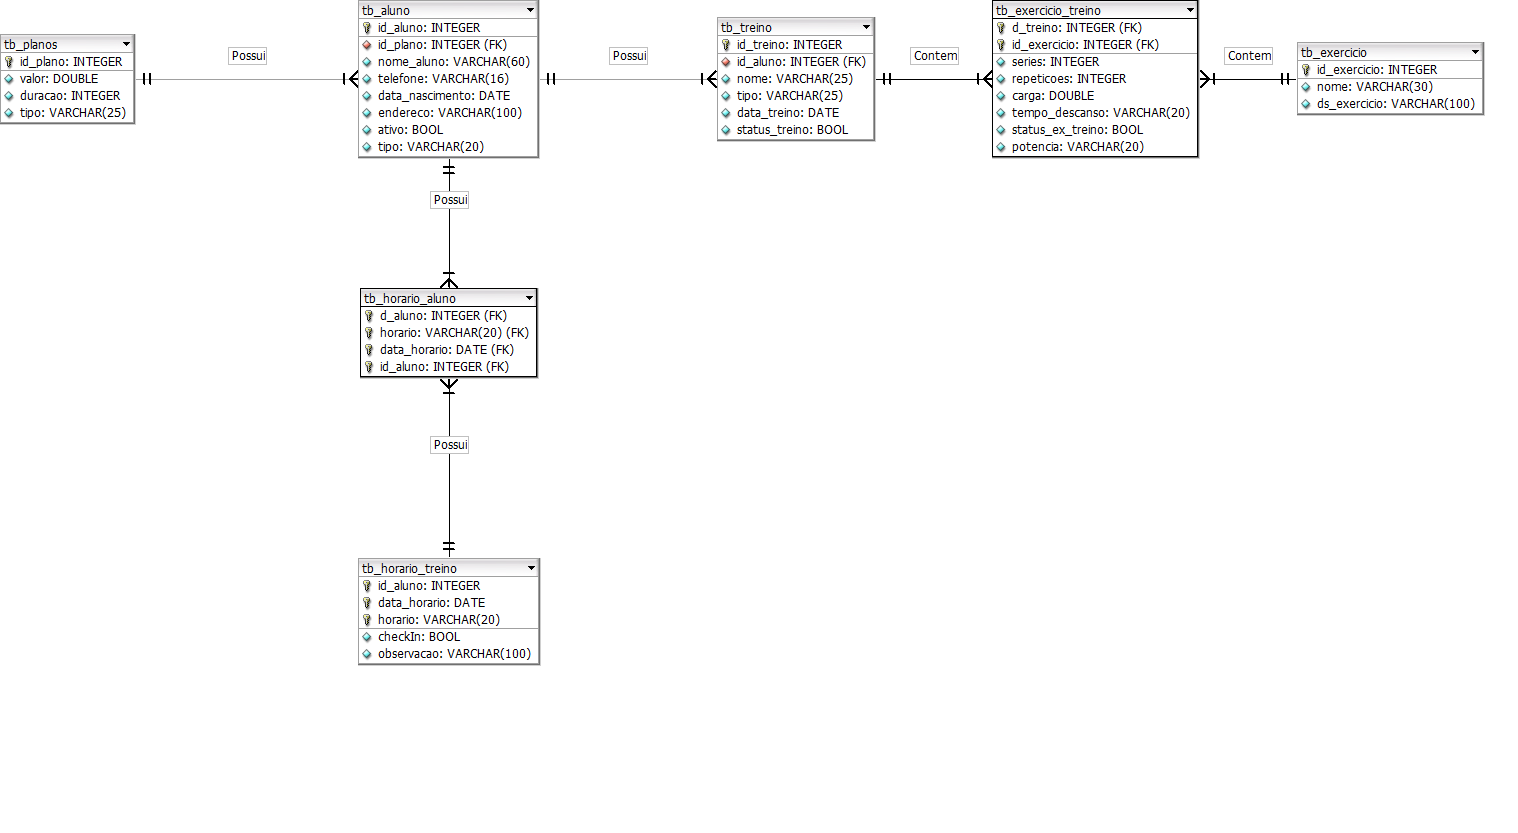 tb_planos
id_plano: INTEGER
valor: DOUBLE
duracao: INTEGER
tipo: VARCHAR(25)
Possui
tb_aluno
id_aluno: INTEGER
id_plano: INTEGER (FK)
nome_aluno: VARCHAR(60)
telefone: VARCHAR(16)
data_nascimento: DATE
endereco: VARCHAR(100)
ativo: BOOL
tipo: VARCHAR(20)
Possui
tb_treino
id_treino: INTEGER
id_aluno: INTEGER (FK)
nome: VARCHAR(25)
tipo: VARCHAR(25)
data_treino: DATE
status_treino: BOOL
Contem
tb_exercicio_treino
d_treino: INTEGER (FK)
id_exercicio: INTEGER (FK)
series: INTEGER
repeticoes: INTEGER
carga: DOUBLE
tempo_descanso: VARCHAR(20)
status_ex_treino: BOOL
potencia: VARCHAR(20)
Contem
tb_exercicio
id_exercicio: INTEGER
nome: VARCHAR(30)
ds_exercicio: VARCHAR(100)
Possui
tb_horario_aluno
d_aluno: INTEGER (FK)
horario: VARCHAR(20) (FK)
data_horario: DATE (FK)
id_aluno: INTEGER (FK)
Possui
tb_horario_treino
id_aluno: INTEGER
data_horario: DATE
horario: VARCHAR(20)
checkIn: BOOL
observacao: VARCHAR(100)